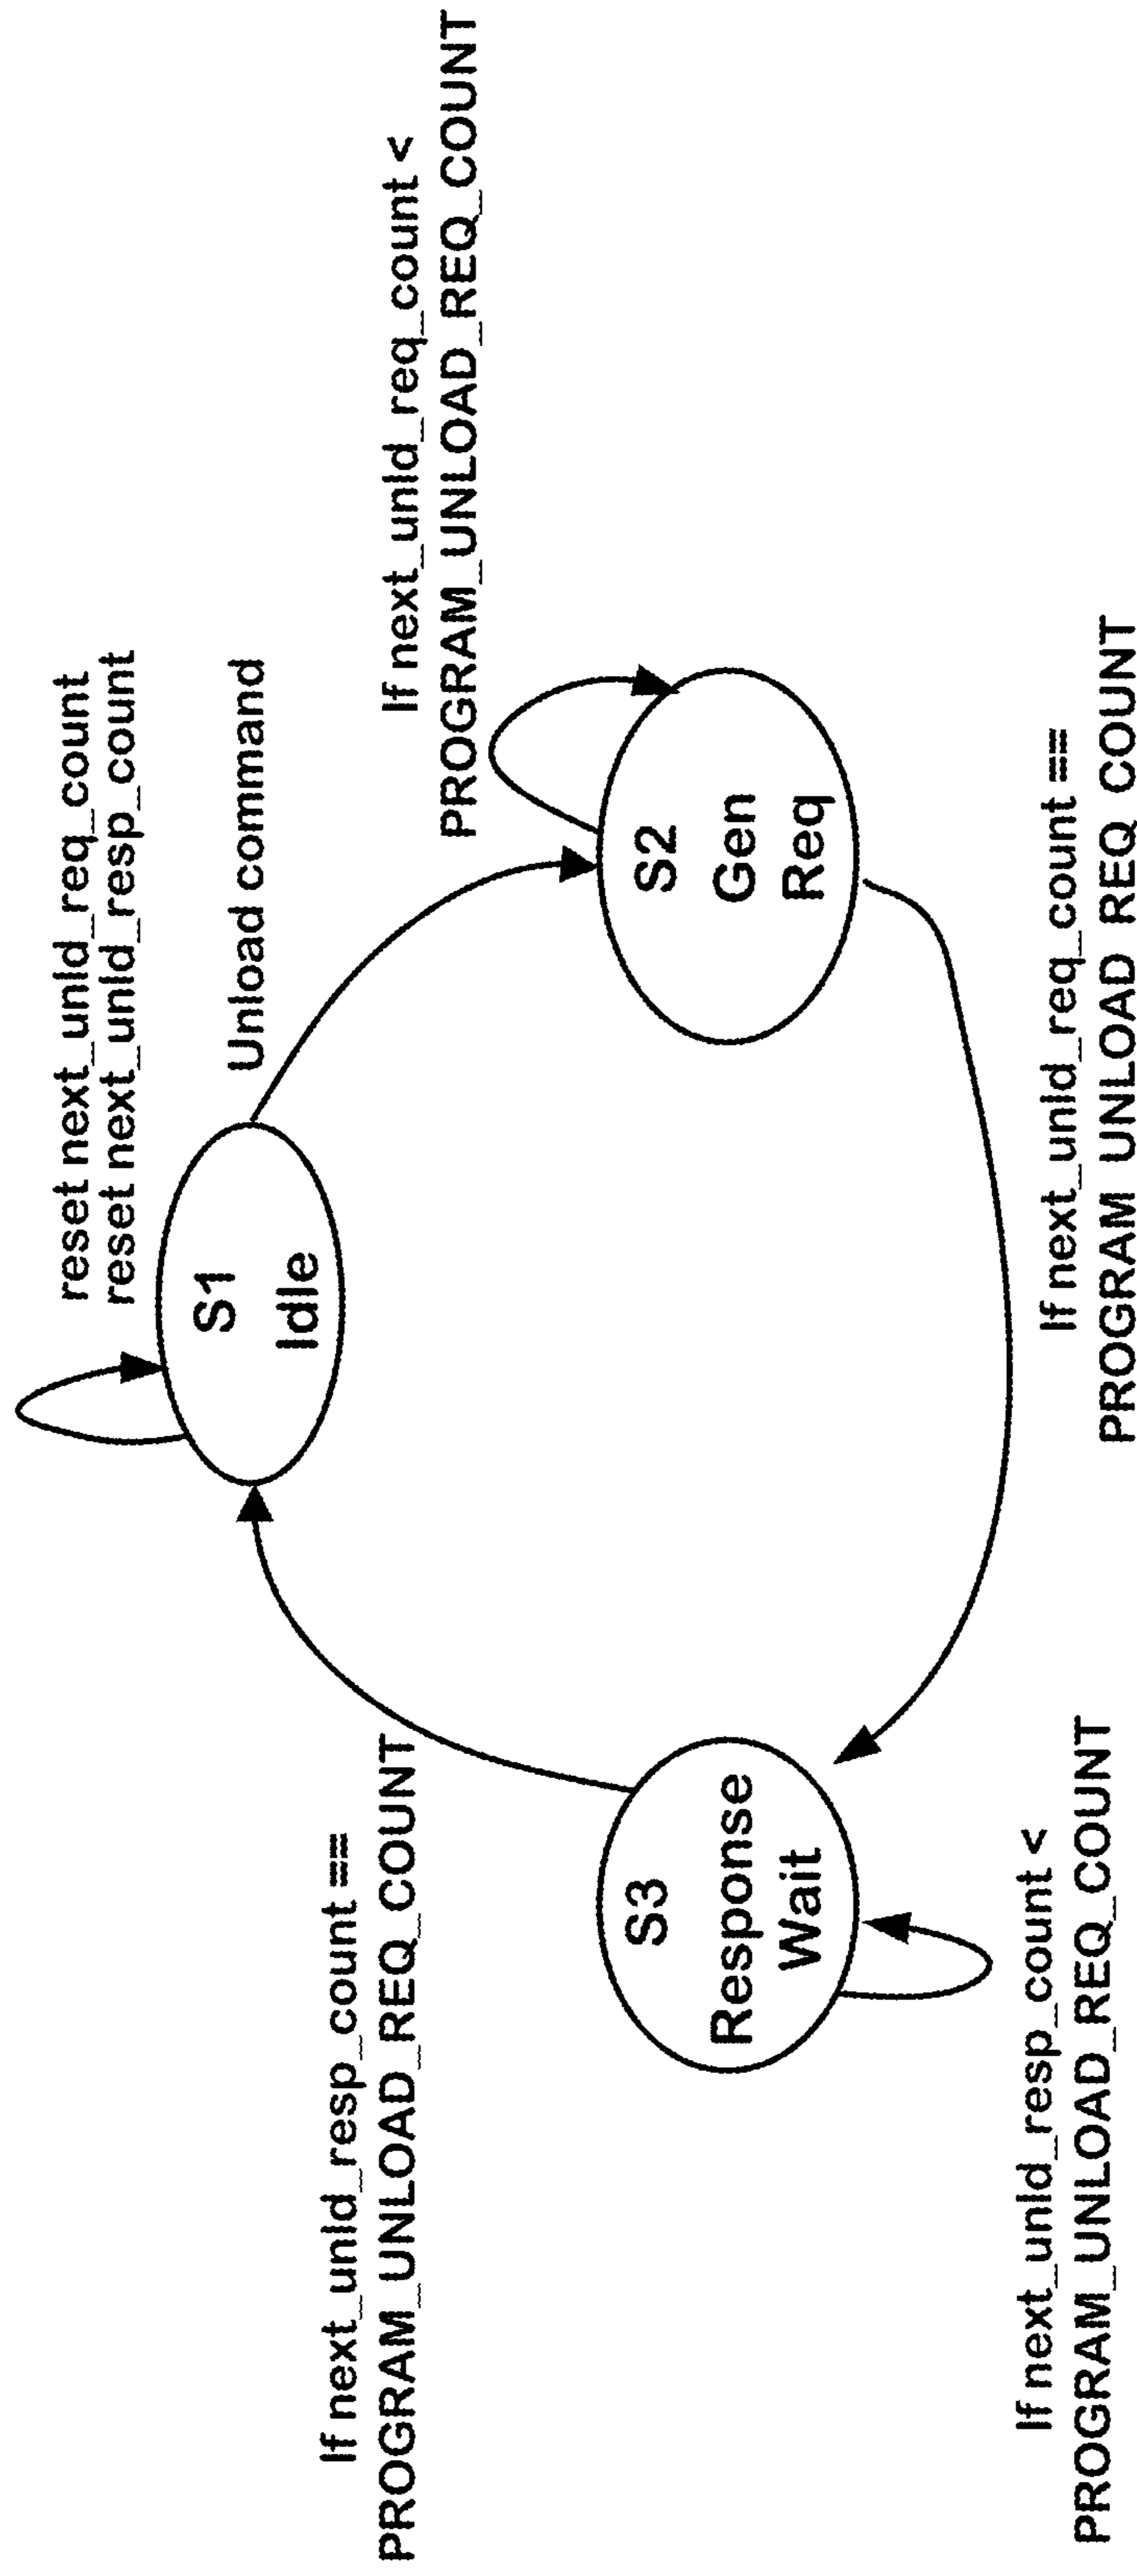 reset next_unld_req_count
reset next_unld_resp_count
S1
Idle
Unload command
If next_unld_req_count <
PROGRAM_UNLOAD_REQ_COUNT
S2
Gen
Req
If next_unld_req_count ==
PROGRAM_UNLOAD_REQ_COUNT
S3
Response
Wait
If next_unld_resp_count <
PROGRAM_UNLOAD_REQ_COUNT
If next_unld_resp_count ==
PROGRAM_UNLOAD_REQ_COUNT